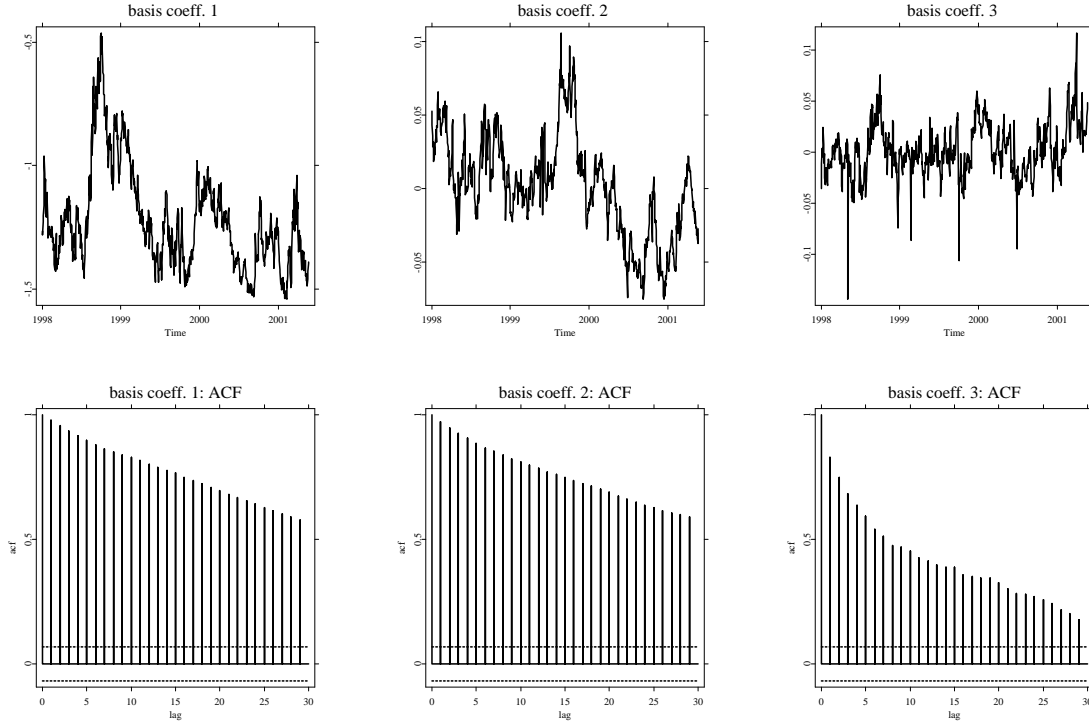 basis coeff. 1
-0.5
-1
-1.5
1998 1999 2000 2001
Time
basis coeff. 2
0.1
0.05
0
-0.05
1998 1999 2000 2001
Time
basis coeff. 3
0.1
0.05
0
-0.05
-0.1
1998 1999 2000 2001
Time
basis coeff. 1: ACF
1
0.5
0
acf
0 5 10 15 20 25 30
lag
basis coeff. 2: ACF
1
0.5
0
acf
0 5 10 15 20 25 30
lag
basis coeff. 3: ACF
1
0.5
0
acf
0 5 10 15 20 25 30
lag